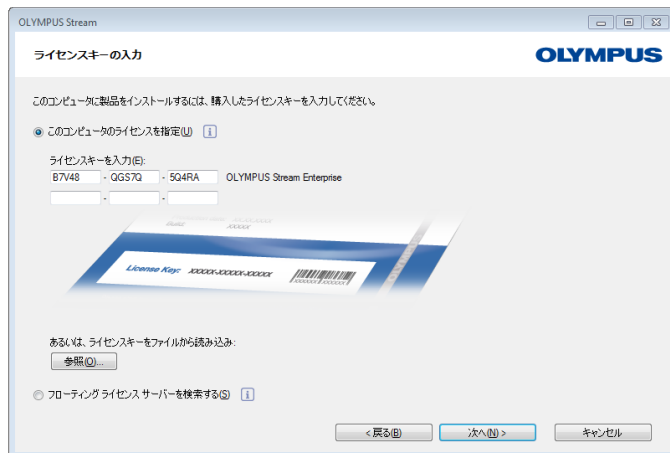 OLYMPUS Stream
ライセンスキーの入力
OLYMPUS
このコンピュータに製品をインストールするには、購入したライセンスキーを入力してください。
このコンピュータのライセンスを指定(U)
ライセンスキーを入力(E):
B7V48 - QGS7Q - 5Q4RA OLYMPUS Stream Enterprise
- -
XXXXX
License Key: XXXXX-XXXXX-XXXXX
あるいは、ライセンスキーをファイルから読み込み:
参照(O)...
フローティング ライセンス サーバーを検索する(S)
< 戻る(B) 次へ(N) > キャンセル